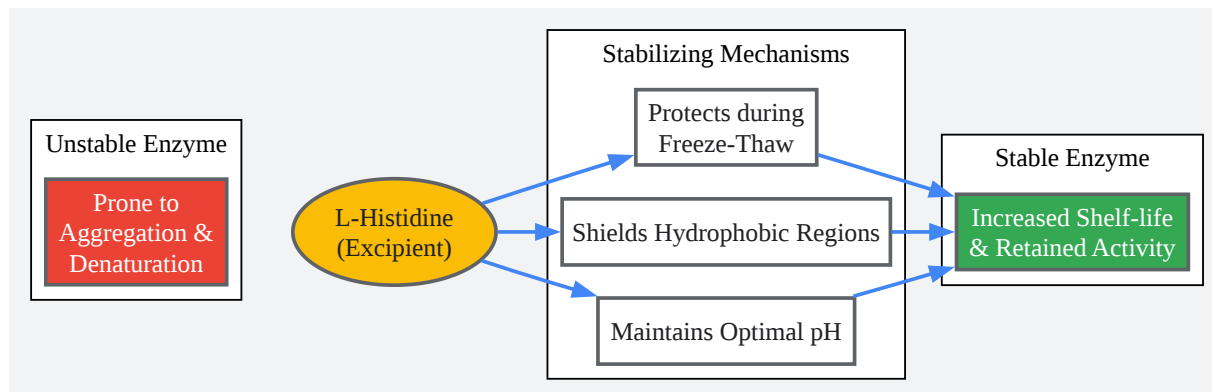 Unstable Enzyme
Prone to
Aggregation &
Denaturation
L-Histidine
(Excipient)
Stabilizing Mechanisms
Protects during
Freeze-Thaw
Shields Hydrophobic Regions
Maintains Optimal pH
Stable Enzyme
Increased Shelf-life
& Retained Activity